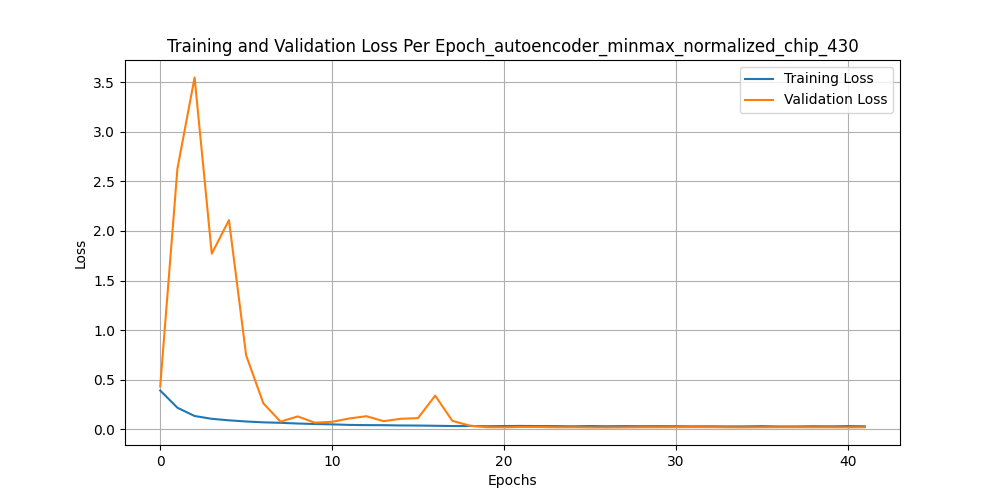 Training and Validation Loss Per Epoch_autoencoder_minmax_normalized_chip_430
Training Loss
Validation Loss
3.5
3.0
2.5
2.0
1.5
1.0
0.5
0.0
Loss
0
10
20
30
40
Epochs